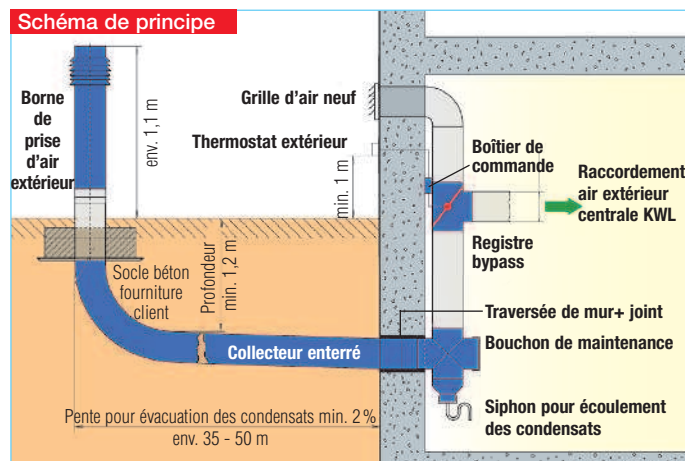 Schéma de principe
Borne
de
prise
d'air
extérieur
env. 1,1 m
Grille d'air neuf
Thermostat extérieur
min. 1 m
Boîtier de
commande
Raccordement
air extérieur
centrale KWL
Registre
bypass
Socle béton
fourniture
client
Profondeur
min. 1,2 m
Traversée de mur+ joint
Collecteur enterré
Bouchon de maintenance
Pente pour évacuation des condensats min. 2 %
env. 35 - 50 m
Siphon pour écoulement
des condensats